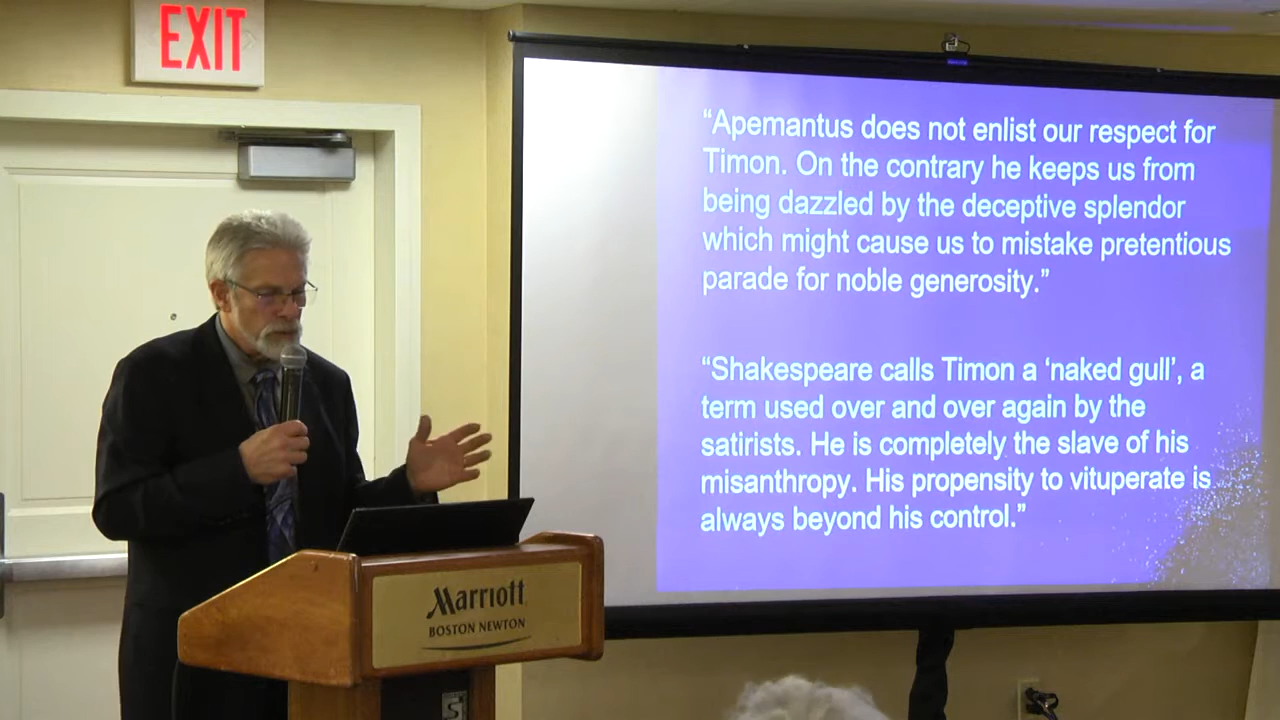 EXIT
“Apemantus does not enlist our respect for
Timon. On the contrary he keeps us from
being dazzled by the deceptive splendor
which might cause us to mistake pretentious
parade for noble generosity.”
“Shakespeare calls Timon a ‘naked gull’, a
term used over and over again by the
satirists. He is completely the slave of his
misanthropy. His propensity to vituperate is
always beyond his control.”
Marriott
BOSTON NEWTON